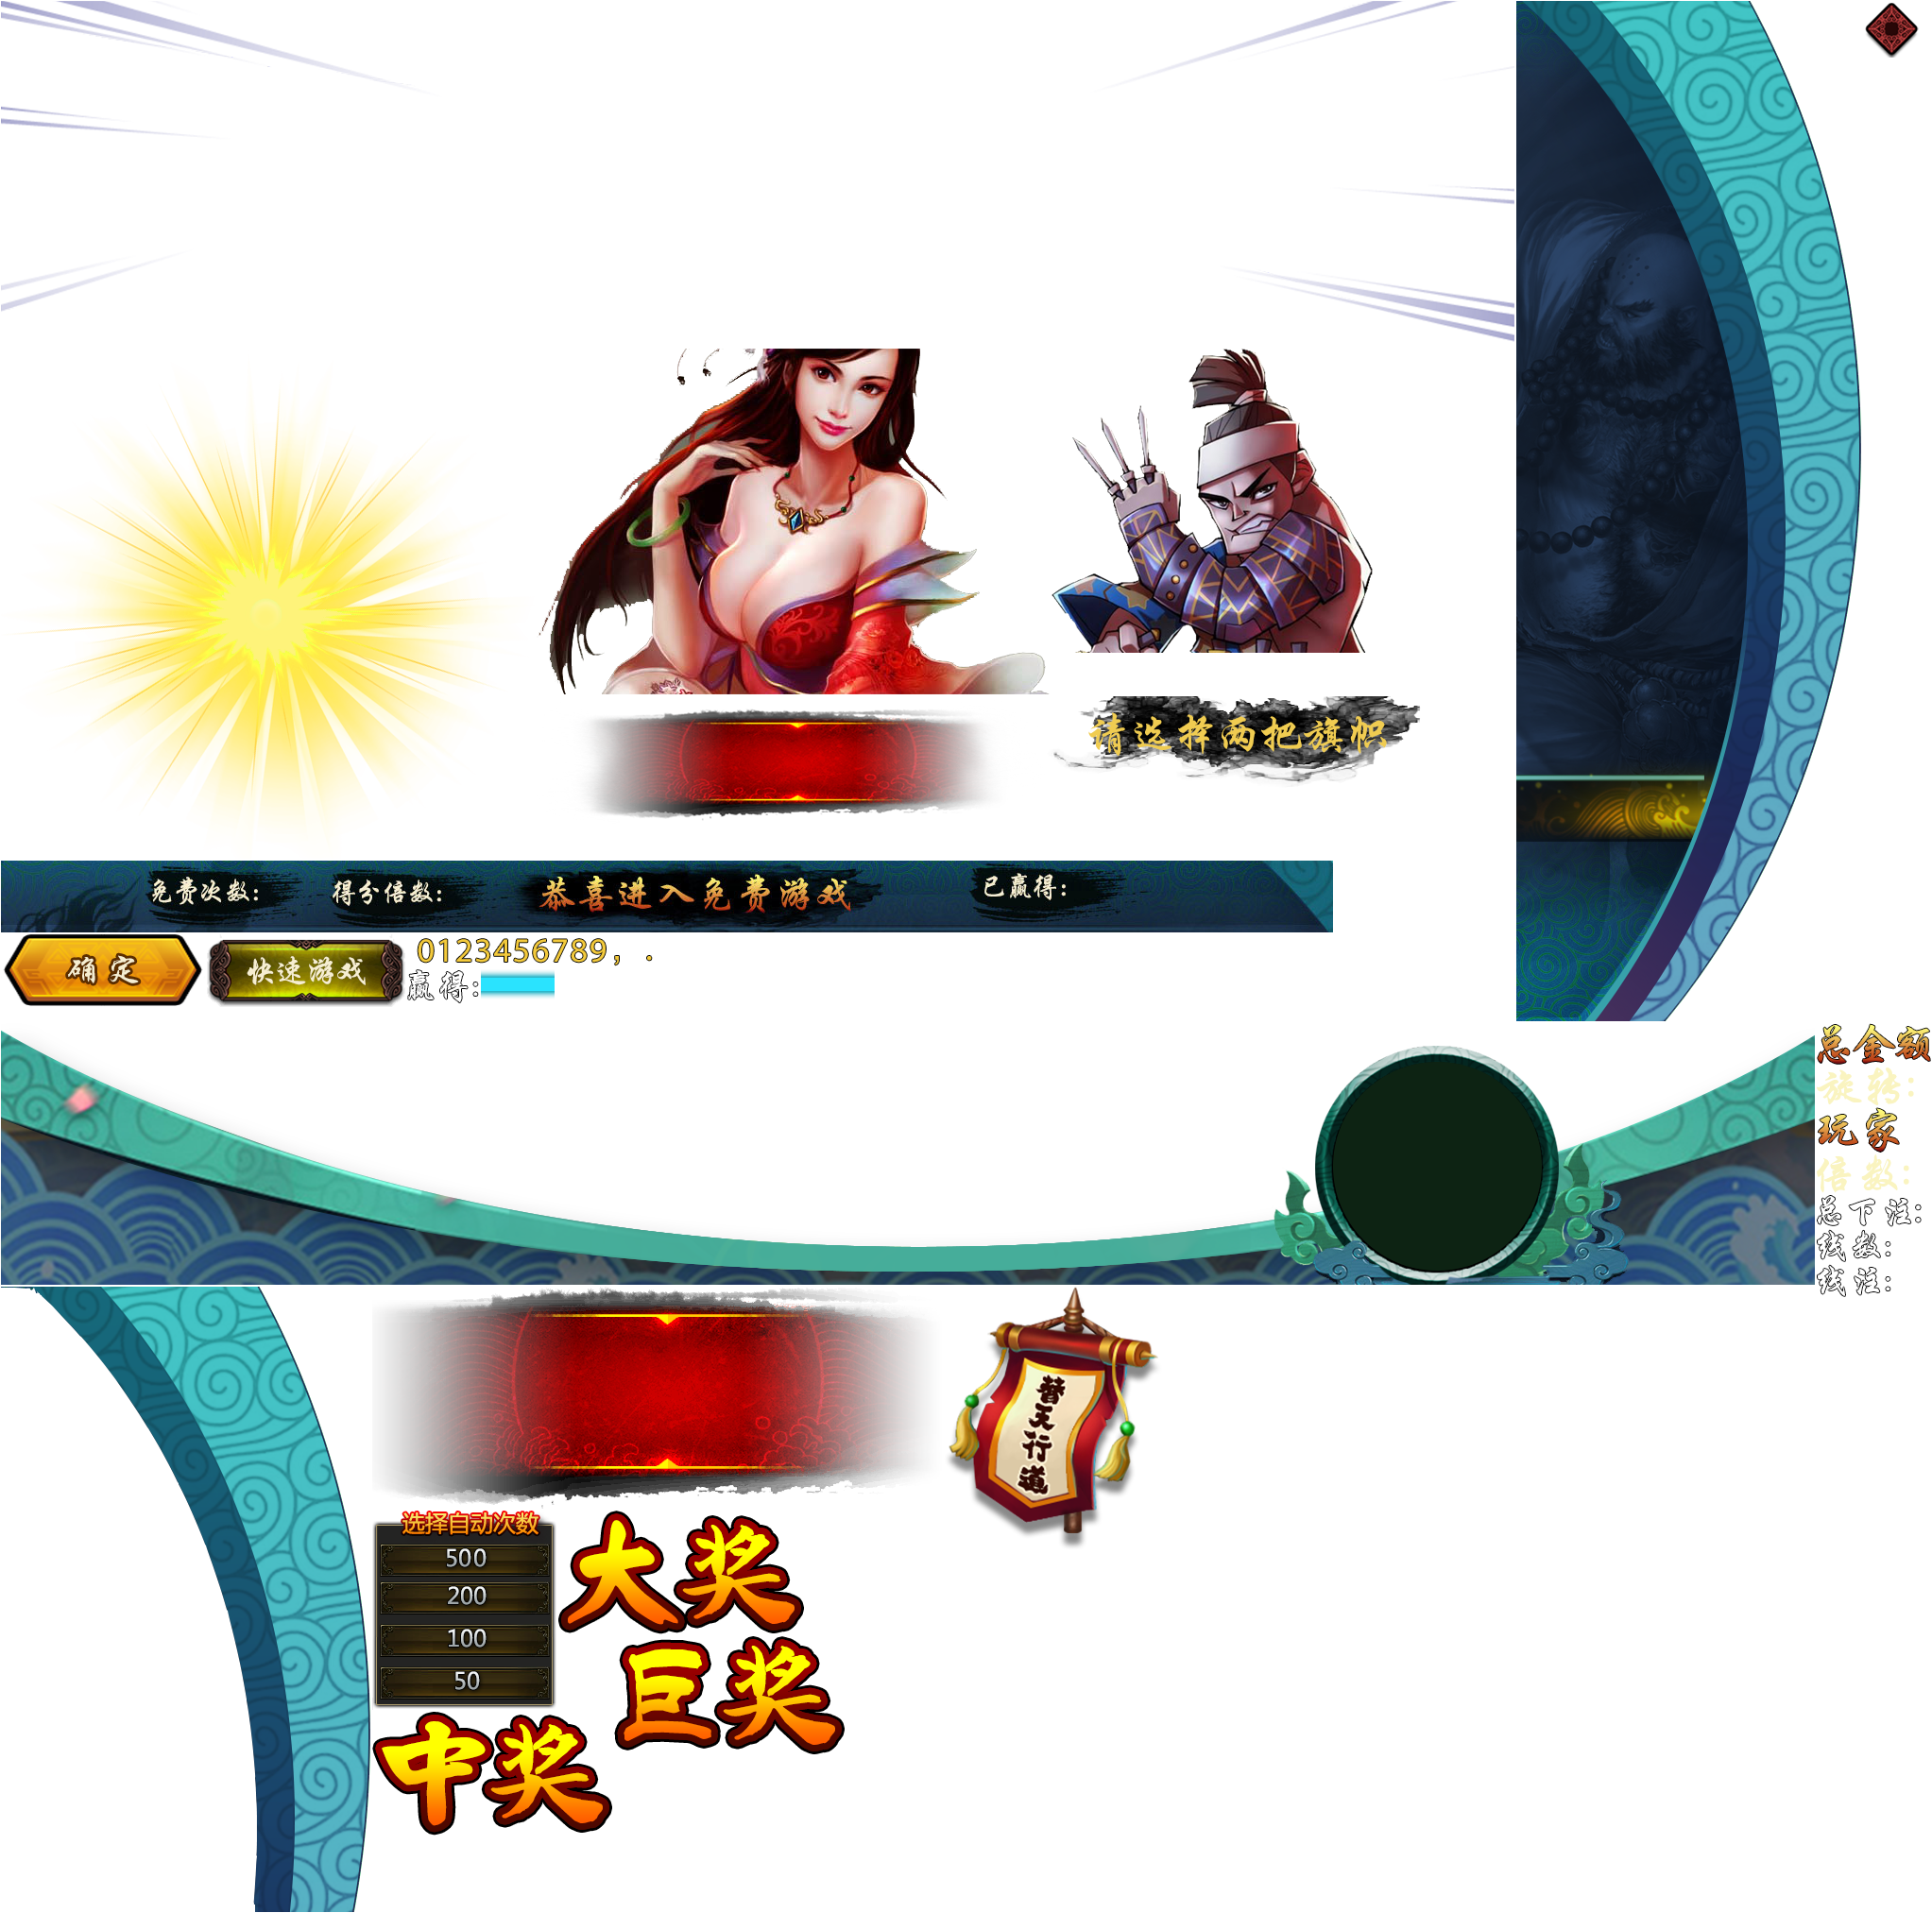 请选择两把旗帜
免费次数:
得分倍数:
恭喜进入免费游戏
已赢得:
确定
快速游戏
0123456789, .
赢得:
总金额
旋转:
玩家
倍数:
总下注:
线数:
线注:
替天行道
选择自动次数
500
200
100
50
大奖
巨奖
中奖